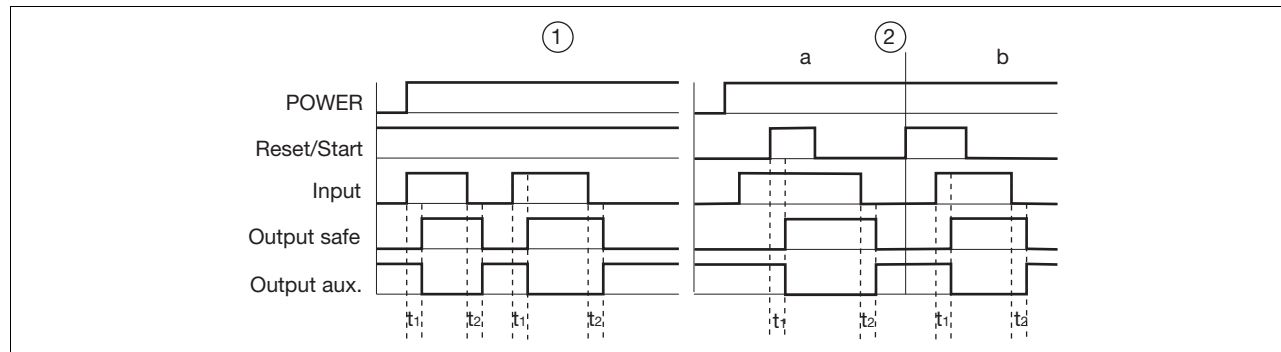 ① ②
a b
POWER
Reset/Start
Input
Output safe
Output aux.
t1 t2 t1 t2 t1 t2 t1 t2